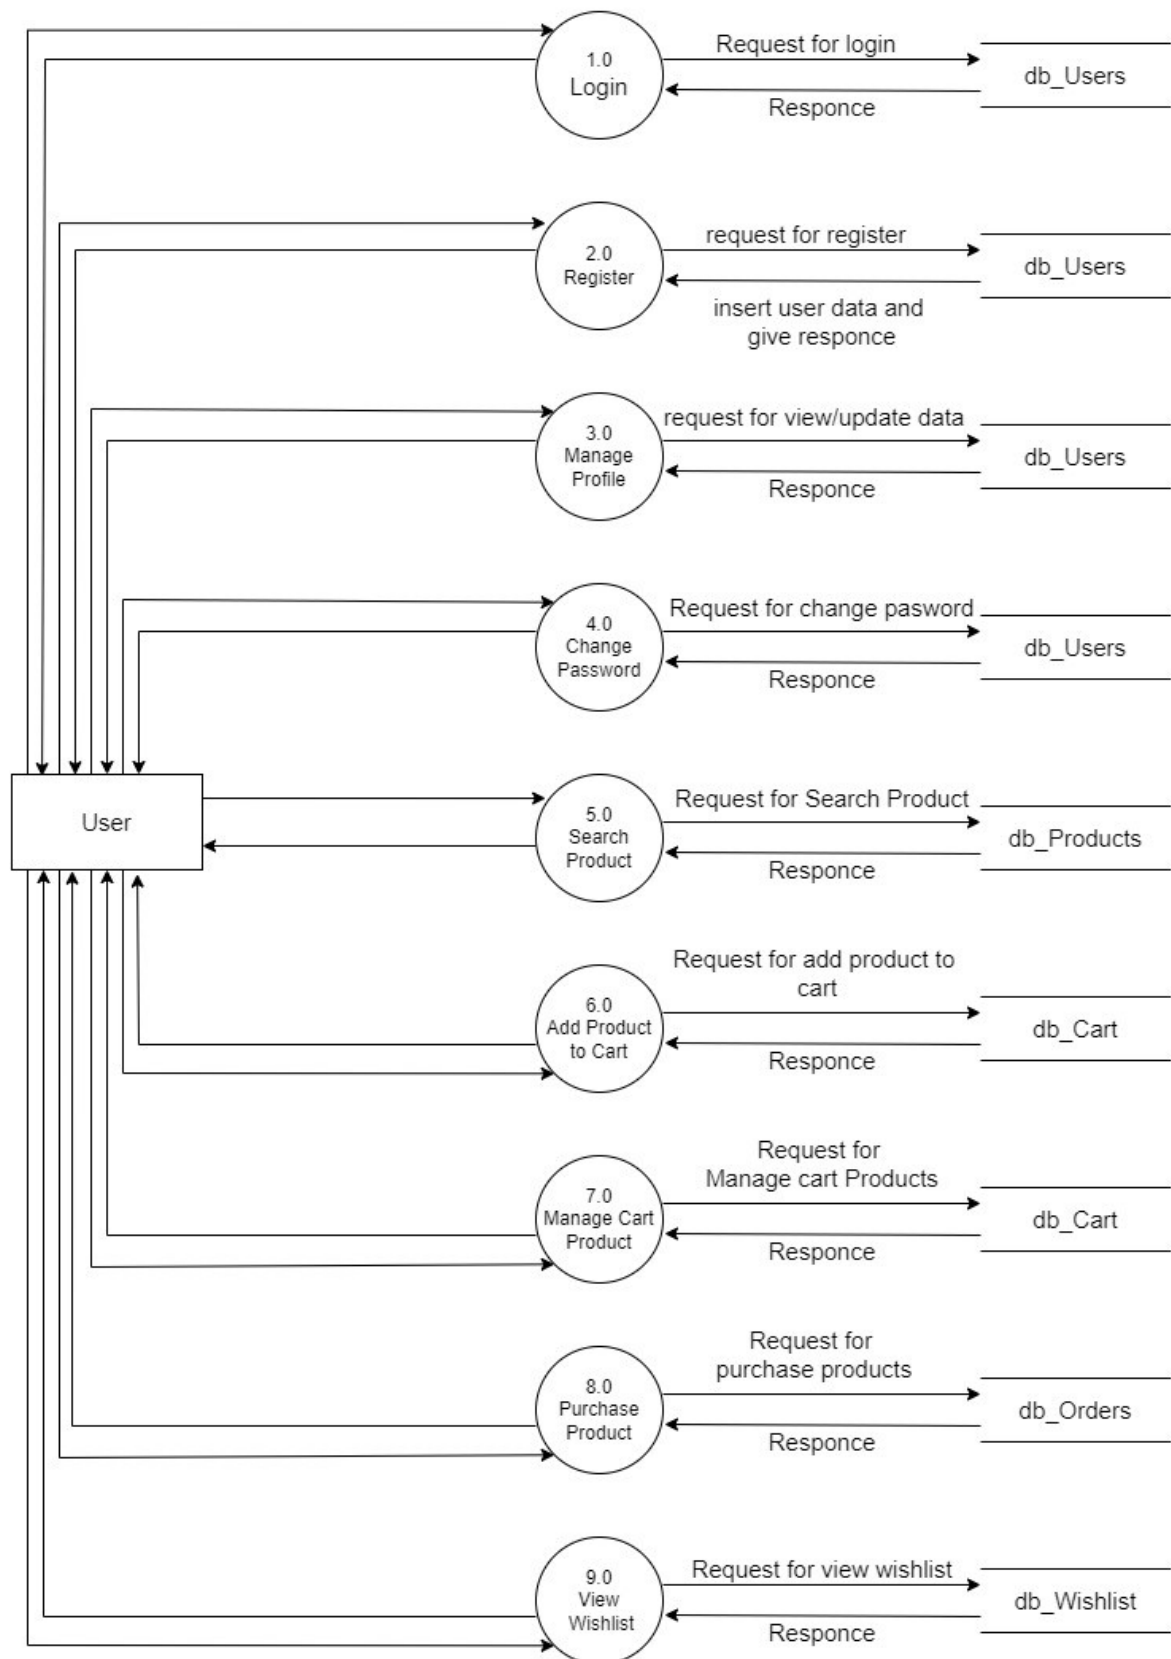 1.0
Login
Request for login
Responce
db_Users
2.0
Register
request for register
insert user data and
give responce
db_Users
3.0
Manage
Profile
request for view/update data
Responce
db_Users
4.0
Change
Password
Request for change pasword
Responce
db_Users
User
5.0
Search
Product
Request for Search Product
Responce
db_Products
6.0
Add Product
to Cart
Request for add product to
cart
Responce
db_Cart
7.0
Manage Cart
Product
Request for
Manage cart Products
Responce
db_Cart
8.0
Purchase
Product
Request for
purchase products
Responce
db_Orders
9.0
View
Wishlist
Request for view wishlist
Responce
db_Wishlist